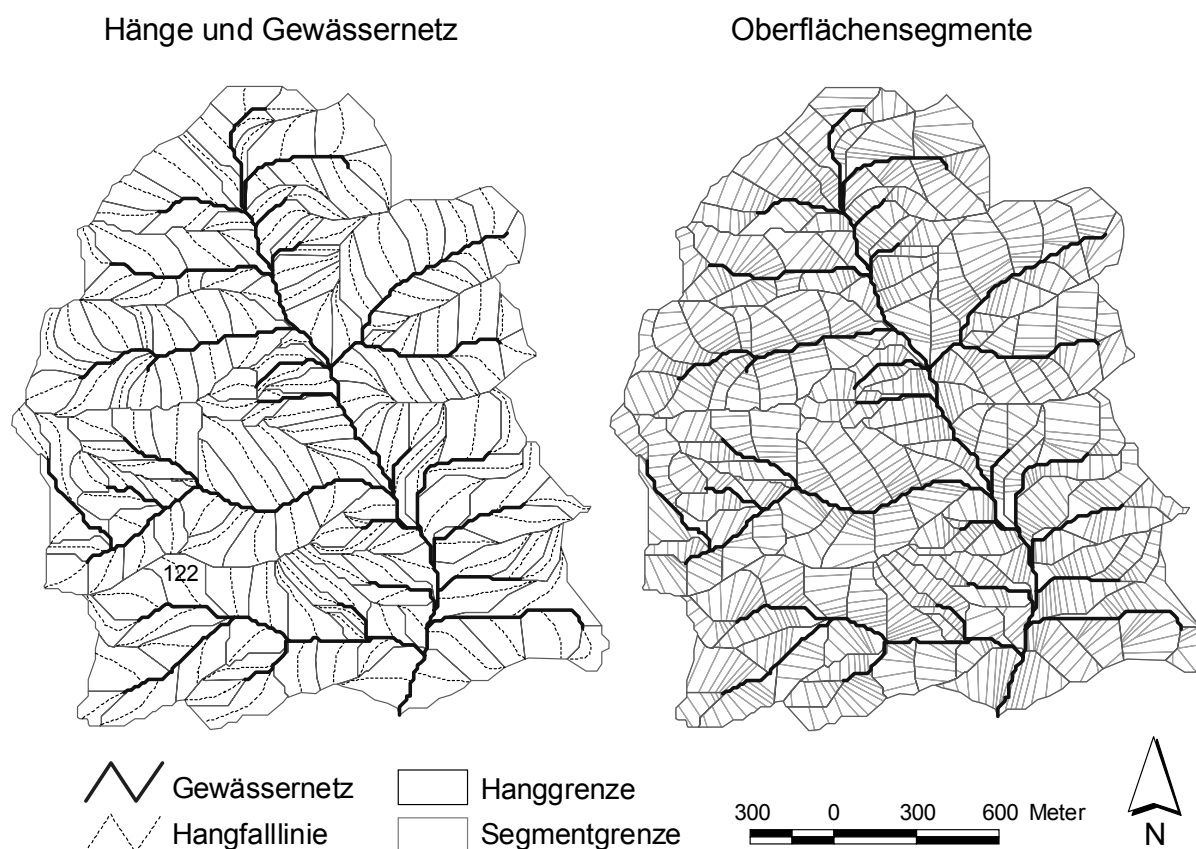 Hänge und Gewässernetz
Oberflächensegmente
122
Gewässernetz
Hangfalllinie
Hanggrenze
Segmentgrenze
300 0 300 600 Meter
N